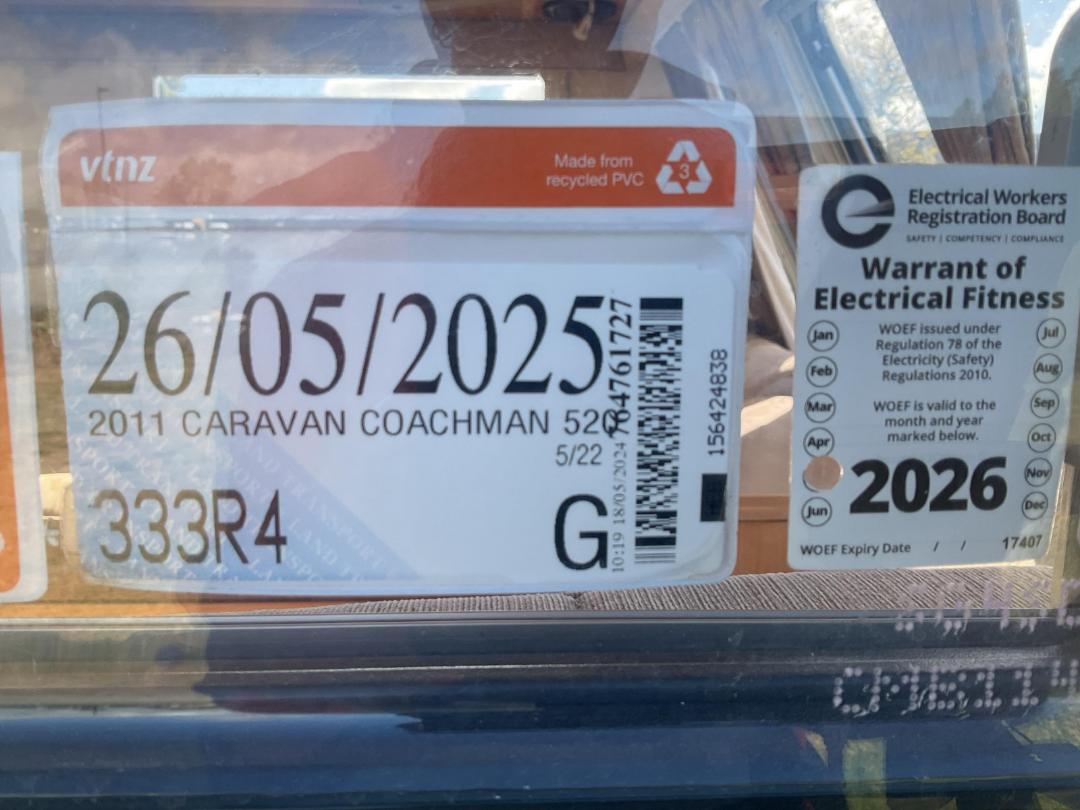 vtnz
Made from
recycled PVC
3
26/05/2025
2011 CARAVAN COACHMAN
5/22
333R4
G
10:19 18/05/2024
156424838
Electrical Workers
Registration Board
SAFETY | COMPETENCY | COMPLIANCE
Warrant of
Electrical Fitness
WOEF issued under
Regulation 78 of the
Electricity (Safety)
Regulations 2010.
WOEF is valid to the
month and year
marked below.
Jan
Feb
Mar
Apr
Jun
Jul
Aug
Sep
Oct
Nov
Dec
2026
WOEF Expiry Date / /
17407